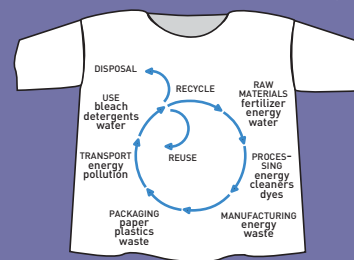 DISPOSAL
RECYCLE
RAW
MATERIALS
fertilizer
energy
water
PROCES-
SING
energy
cleaners
dyes
MANUFACTURING
energy
waste
PACKAGING
paper
plastics
waste
TRANSPORT
energy
pollution
USE
bleach
detergents
water
REUSE